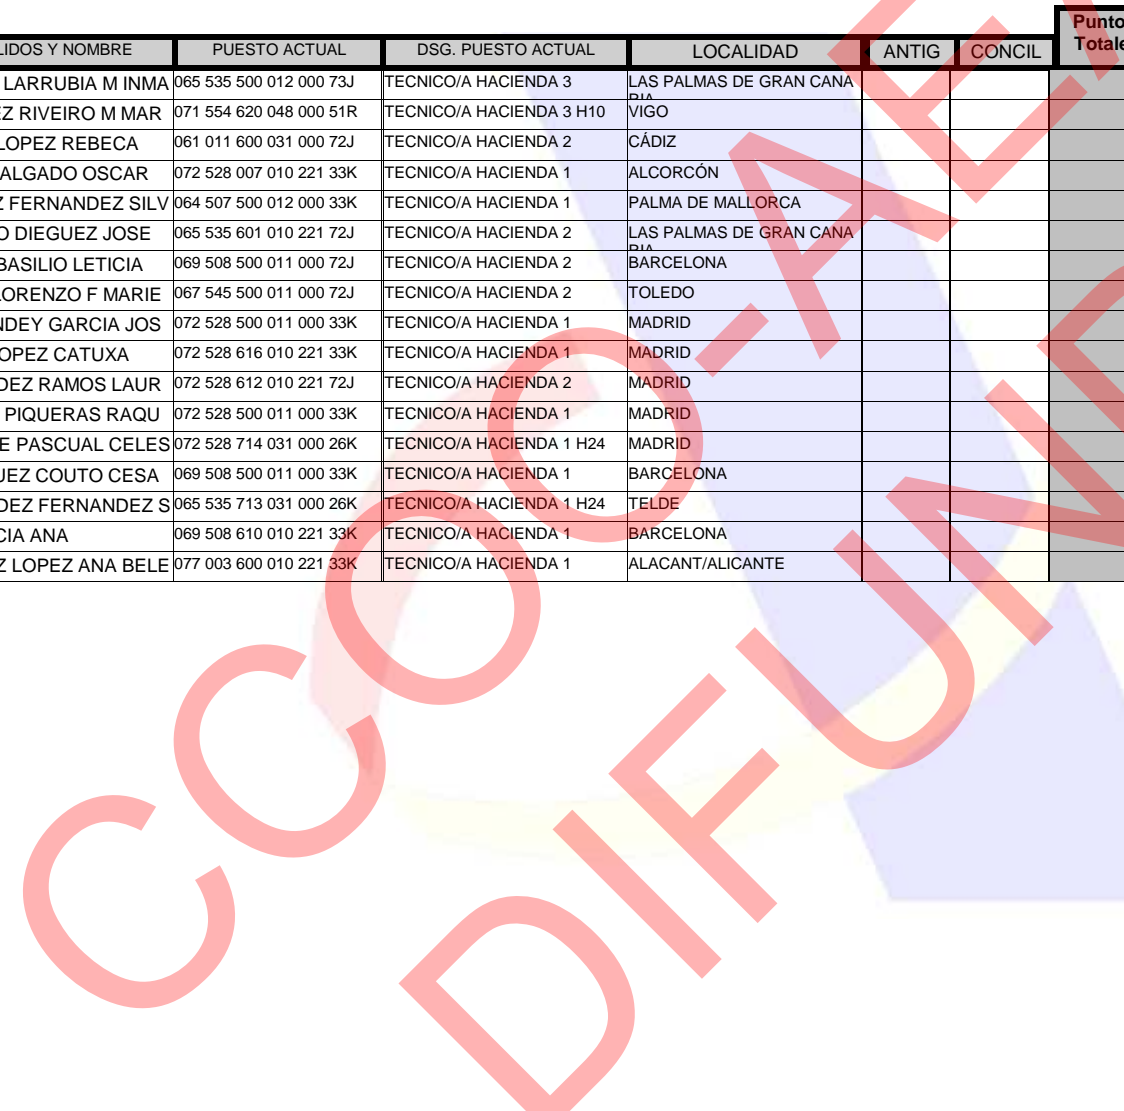 Punto
LIDOS Y NOMBRE PUESTO ACTUAL DSG. PUESTO ACTUAL LOCALIDAD ANTIG CONCIL Totale
LARRUBIA M INMA 065 535 500 012 000 73J TECNICO/A HACIENDA 3 LAS PALMAS DE GRAN CANA
RIA
EZ RIVEIRO M MAR 071 554 620 048 000 51R TECNICO/A HACIENDA 3 H10 VIGO
LOPEZ REBECA 061 011 600 031 000 72J TECNICO/A HACIENDA 2 CÁDIZ
ALGADO OSCAR 072 528 007 010 221 33K TECNICO/A HACIENDA 1 ALCORCÓN
Z FERNANDEZ SILV 064 507 500 012 000 33K TECNICO/A HACIENDA 1 PALMA DE MALLORCA
O DIEGUEZ JOSE 065 535 601 010 221 72J TECNICO/A HACIENDA 2 LAS PALMAS DE GRAN CANA
RIA
BASILIO LETICIA 069 508 500 011 000 72J TECNICO/A HACIENDA 2 BARCELONA
LORENZO F MARIE 067 545 500 011 000 72J TECNICO/A HACIENDA 2 TOLEDO
NDEY GARCIA JOS 072 528 500 011 000 33K TECNICO/A HACIENDA 1 MADRID
OPEZ CATUXA 072 528 616 010 221 33K TECNICO/A HACIENDA 1 MADRID
DEZ RAMOS LAUR 072 528 612 010 221 72J TECNICO/A HACIENDA 2 MADRID
PIQUERAS RAQU 072 528 500 011 000 33K TECNICO/A HACIENDA 1 MADRID
E PASCUAL CELES 072 528 714 031 000 26K TECNICO/A HACIENDA 1 H24 MADRID
UEZ COUTO CESA 069 508 500 011 000 33K TECNICO/A HACIENDA 1 BARCELONA
DEZ FERNANDEZ S 065 535 713 031 000 26K TECNICO/A HACIENDA 1 H24 TELDE
CIA ANA 069 508 610 010 221 33K TECNICO/A HACIENDA 1 BARCELONA
Z LOPEZ ANA BELE 077 003 600 010 221 33K TECNICO/A HACIENDA 1 ALACANT/ALICANTE
CCOO-AE
DIFUN